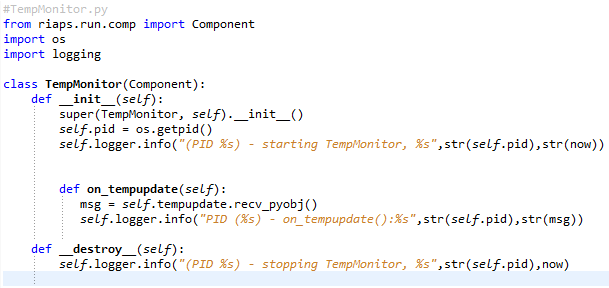 #TempMonitor.py
from riaps.run.comp import Component
import os
import logging

class TempMonitor(Component):
    def __init__(self):
        super(TempMonitor, self).__init__()
        self.pid = os.getpid()
        self.logger.info("(PID %s) - starting TempMonitor, %s",str(self.pid),str(now))


        def on_tempupdate(self):
           msg = self.tempupdate.recv_pyobj()
           self.logger.info("PID (%s) - on_tempupdate():%s",str(self.pid),str(msg))

    def __destroy__(self):
        self.logger.info("(PID %s) - stopping TempMonitor, %s",str(self.pid),now)